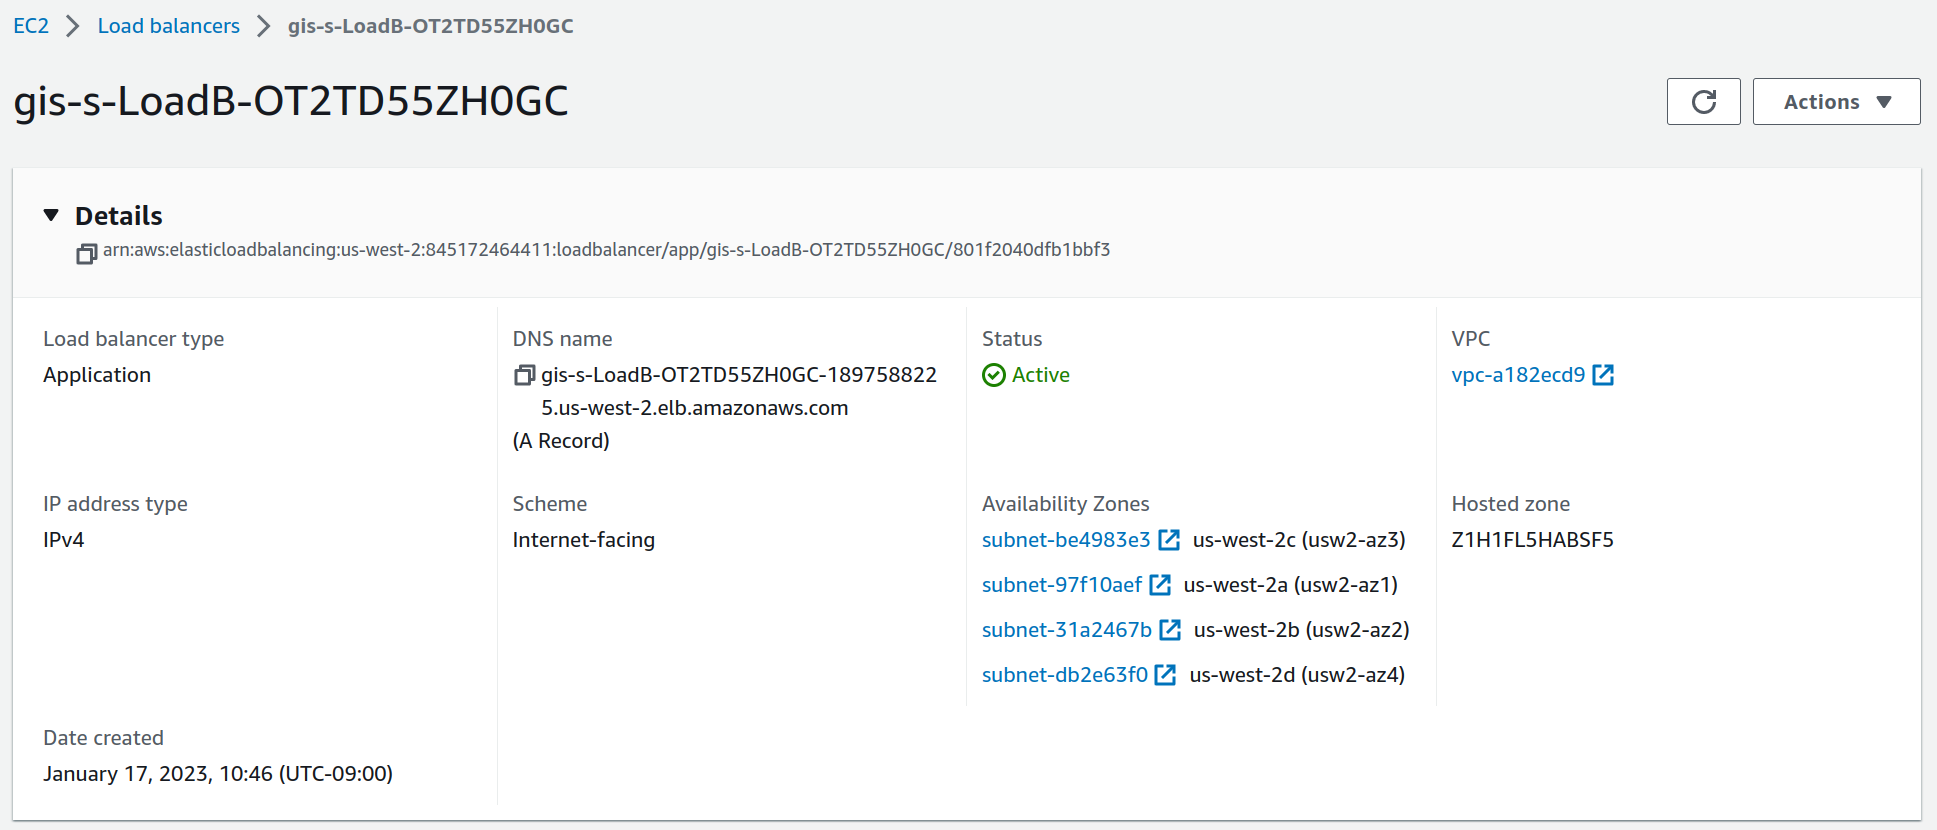 EC2 > Load balancers > gis-s-LoadB-OT2TD55ZH0GC
gis-s-LoadB-OT2TD55ZH0GC
Actions
Details
arn:aws:elasticloadbalancing:us-west-2:845172464411:loadbalancer/app/gis-s-LoadB-OT2TD55ZH0GC/801f2040dfb1bbf3
Load balancer type
Application
DNS name
gis-s-LoadB-OT2TD55ZH0GC-189758822
5.us-west-2.elb.amazonaws.com
(A Record)
Status
Active
VPC
vpc-a182ecd9
IP address type
IPv4
Scheme
Internet-facing
Availability Zones
subnet-be4983e3 us-west-2c (usw2-az3)
subnet-97f10aef us-west-2a (usw2-az1)
subnet-31a2467b us-west-2b (usw2-az2)
subnet-db2e63f0 us-west-2d (usw2-az4)
Hosted zone
Z1H1FL5HABSF5
Date created
January 17, 2023, 10:46 (UTC-09:00)